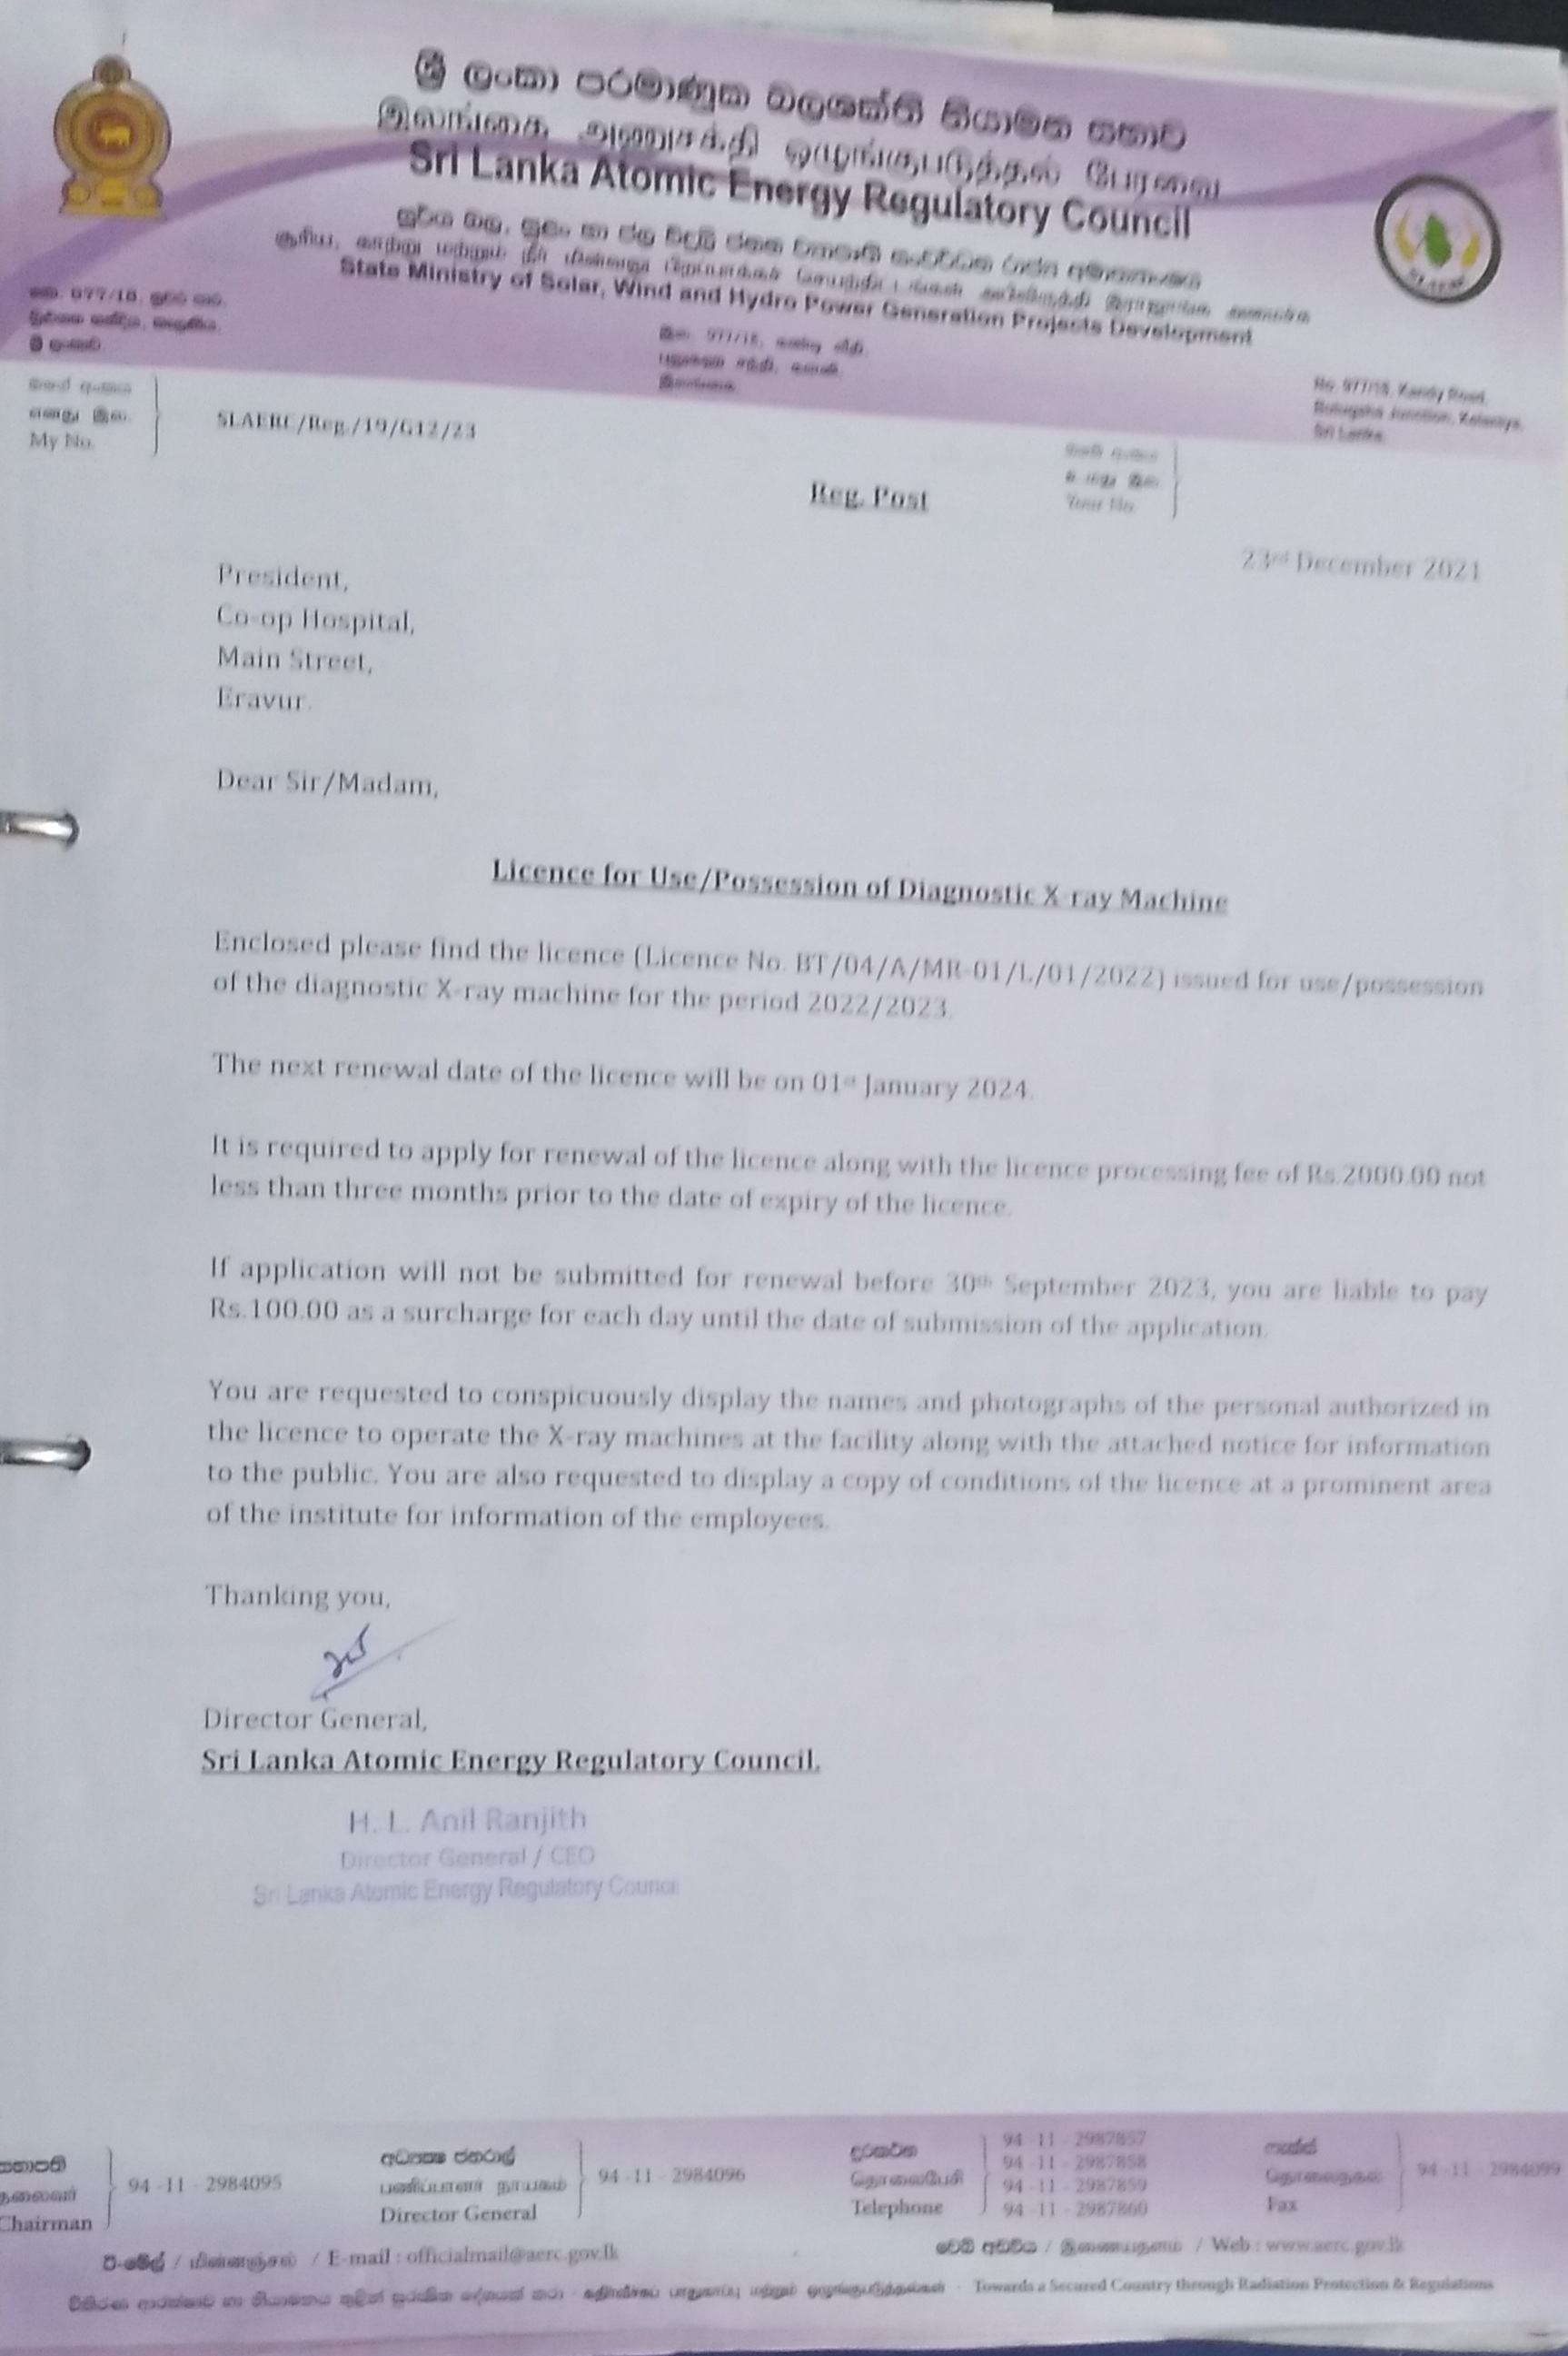 ශ්‍රී ලංකා පරමාණුක බලශක්ති නියාමන සභාව
இலங்கை அணுசக்தி ஒழுங்குபடுத்தல் பேரவை
Sri Lanka Atomic Energy Regulatory Council
State Ministry of Solar, Wind and Hydro Power Generation Projects Development
ශ්‍රී ලංකාව.
இலங்கை.
No. 977/18, Kandy Road,
Bulugaha Junction, Kelaniya,
Sri Lanka.
මගේ අංකය
எனது இல.
My No.
SLAERC/Reg./19/G12/23
ඔබේ අංකය
உமது இல.
Your No.
Reg. Post
23rd December 2021
President,
Co-op Hospital,
Main Street,
Eravur.
Dear Sir/Madam,
Licence for Use/Possession of Diagnostic X-ray Machine
Enclosed please find the licence (Licence No. BT/04/A/MR-01/L/01/2022) issued for use/possession
of the diagnostic X-ray machine for the period 2022/2023.
The next renewal date of the licence will be on 01st January 2024.
It is required to apply for renewal of the licence along with the licence processing fee of Rs.2000.00 not
less than three months prior to the date of expiry of the licence.
If application will not be submitted for renewal before 30th September 2023, you are liable to pay
Rs.100.00 as a surcharge for each day until the date of submission of the application.
You are requested to conspicuously display the names and photographs of the personal authorized in
the licence to operate the X-ray machines at the facility along with the attached notice for information
to the public. You are also requested to display a copy of conditions of the licence at a prominent area
of the institute for information of the employees.
Thanking you,
Director General,
Sri Lanka Atomic Energy Regulatory Council.
H. L. Anil Ranjith
Director General / CEO
Sri Lanka Atomic Energy Regulatory Council
සභාපති
தலைவர்
Chairman
94 -11 - 2984095
අධ්‍යක්ෂ ජනරාල්
பணிப்பாளர் நாயகம்
Director General
94 -11 - 2984096
දුරකථන
தொலைபேசி
Telephone
94 -11 - 2987857
94 -11 - 2987858
94 -11 - 2987859
94 -11 - 2987860
ෆැක්ස්
தொலைநகல்
Fax
94 -11 - 2984099
ඊ-මේල් / மின்னஞ்சல் / E-mail : officialmail@aerc.gov.lk
වෙබ් අඩවිය / இணையதளம் / Web : www.aerc.gov.lk
Towards a Secured Country through Radiation Protection & Regulations